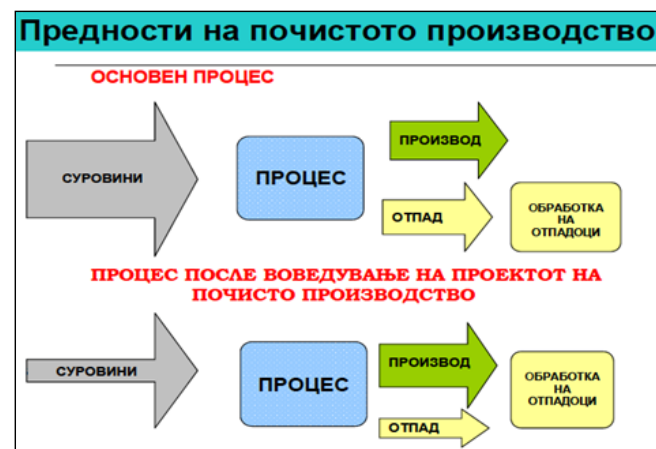 Предности на почистото производство
ОСНОВЕН ПРОЦЕС
СУРОВИНИ
ПРОЦЕС
ПРОИЗВОД
ОТПАД
ОБРАБОТКА
НА
ОТПАДОЦИ
ПРОЦЕС ПОСЛЕ ВОВЕДУВАЊЕ НА ПРОЕКТОТ НА
ПОЧИСТО ПРОИЗВОДСТВО
СУРОВИНИ
ПРОЦЕС
ПРОИЗВОД
ОТПАД
ОБРАБОТКА
НА
ОТПАДОЦИ